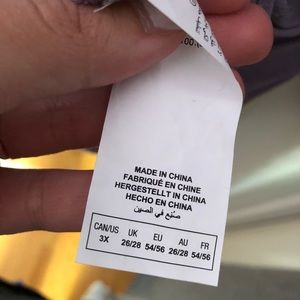 MADE IN CHINA
FABRIQUÉ EN CHINE
HERGESTELLT IN CHINA
HECHO EN CHINA
صُنِع في الصين
CAN/US UK EU AU FR
3X 26/28 54/56 26/28 54/56